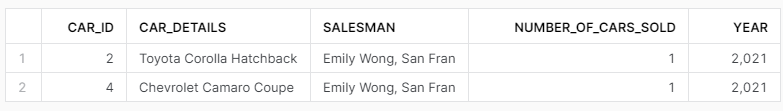 CAR_ID CAR_DETAILS SALESMAN NUMBER_OF_CARS_SOLD YEAR
1 2 Toyota Corolla Hatchback Emily Wong, San Fran 1 2,021
2 4 Chevrolet Camaro Coupe Emily Wong, San Fran 1 2,021